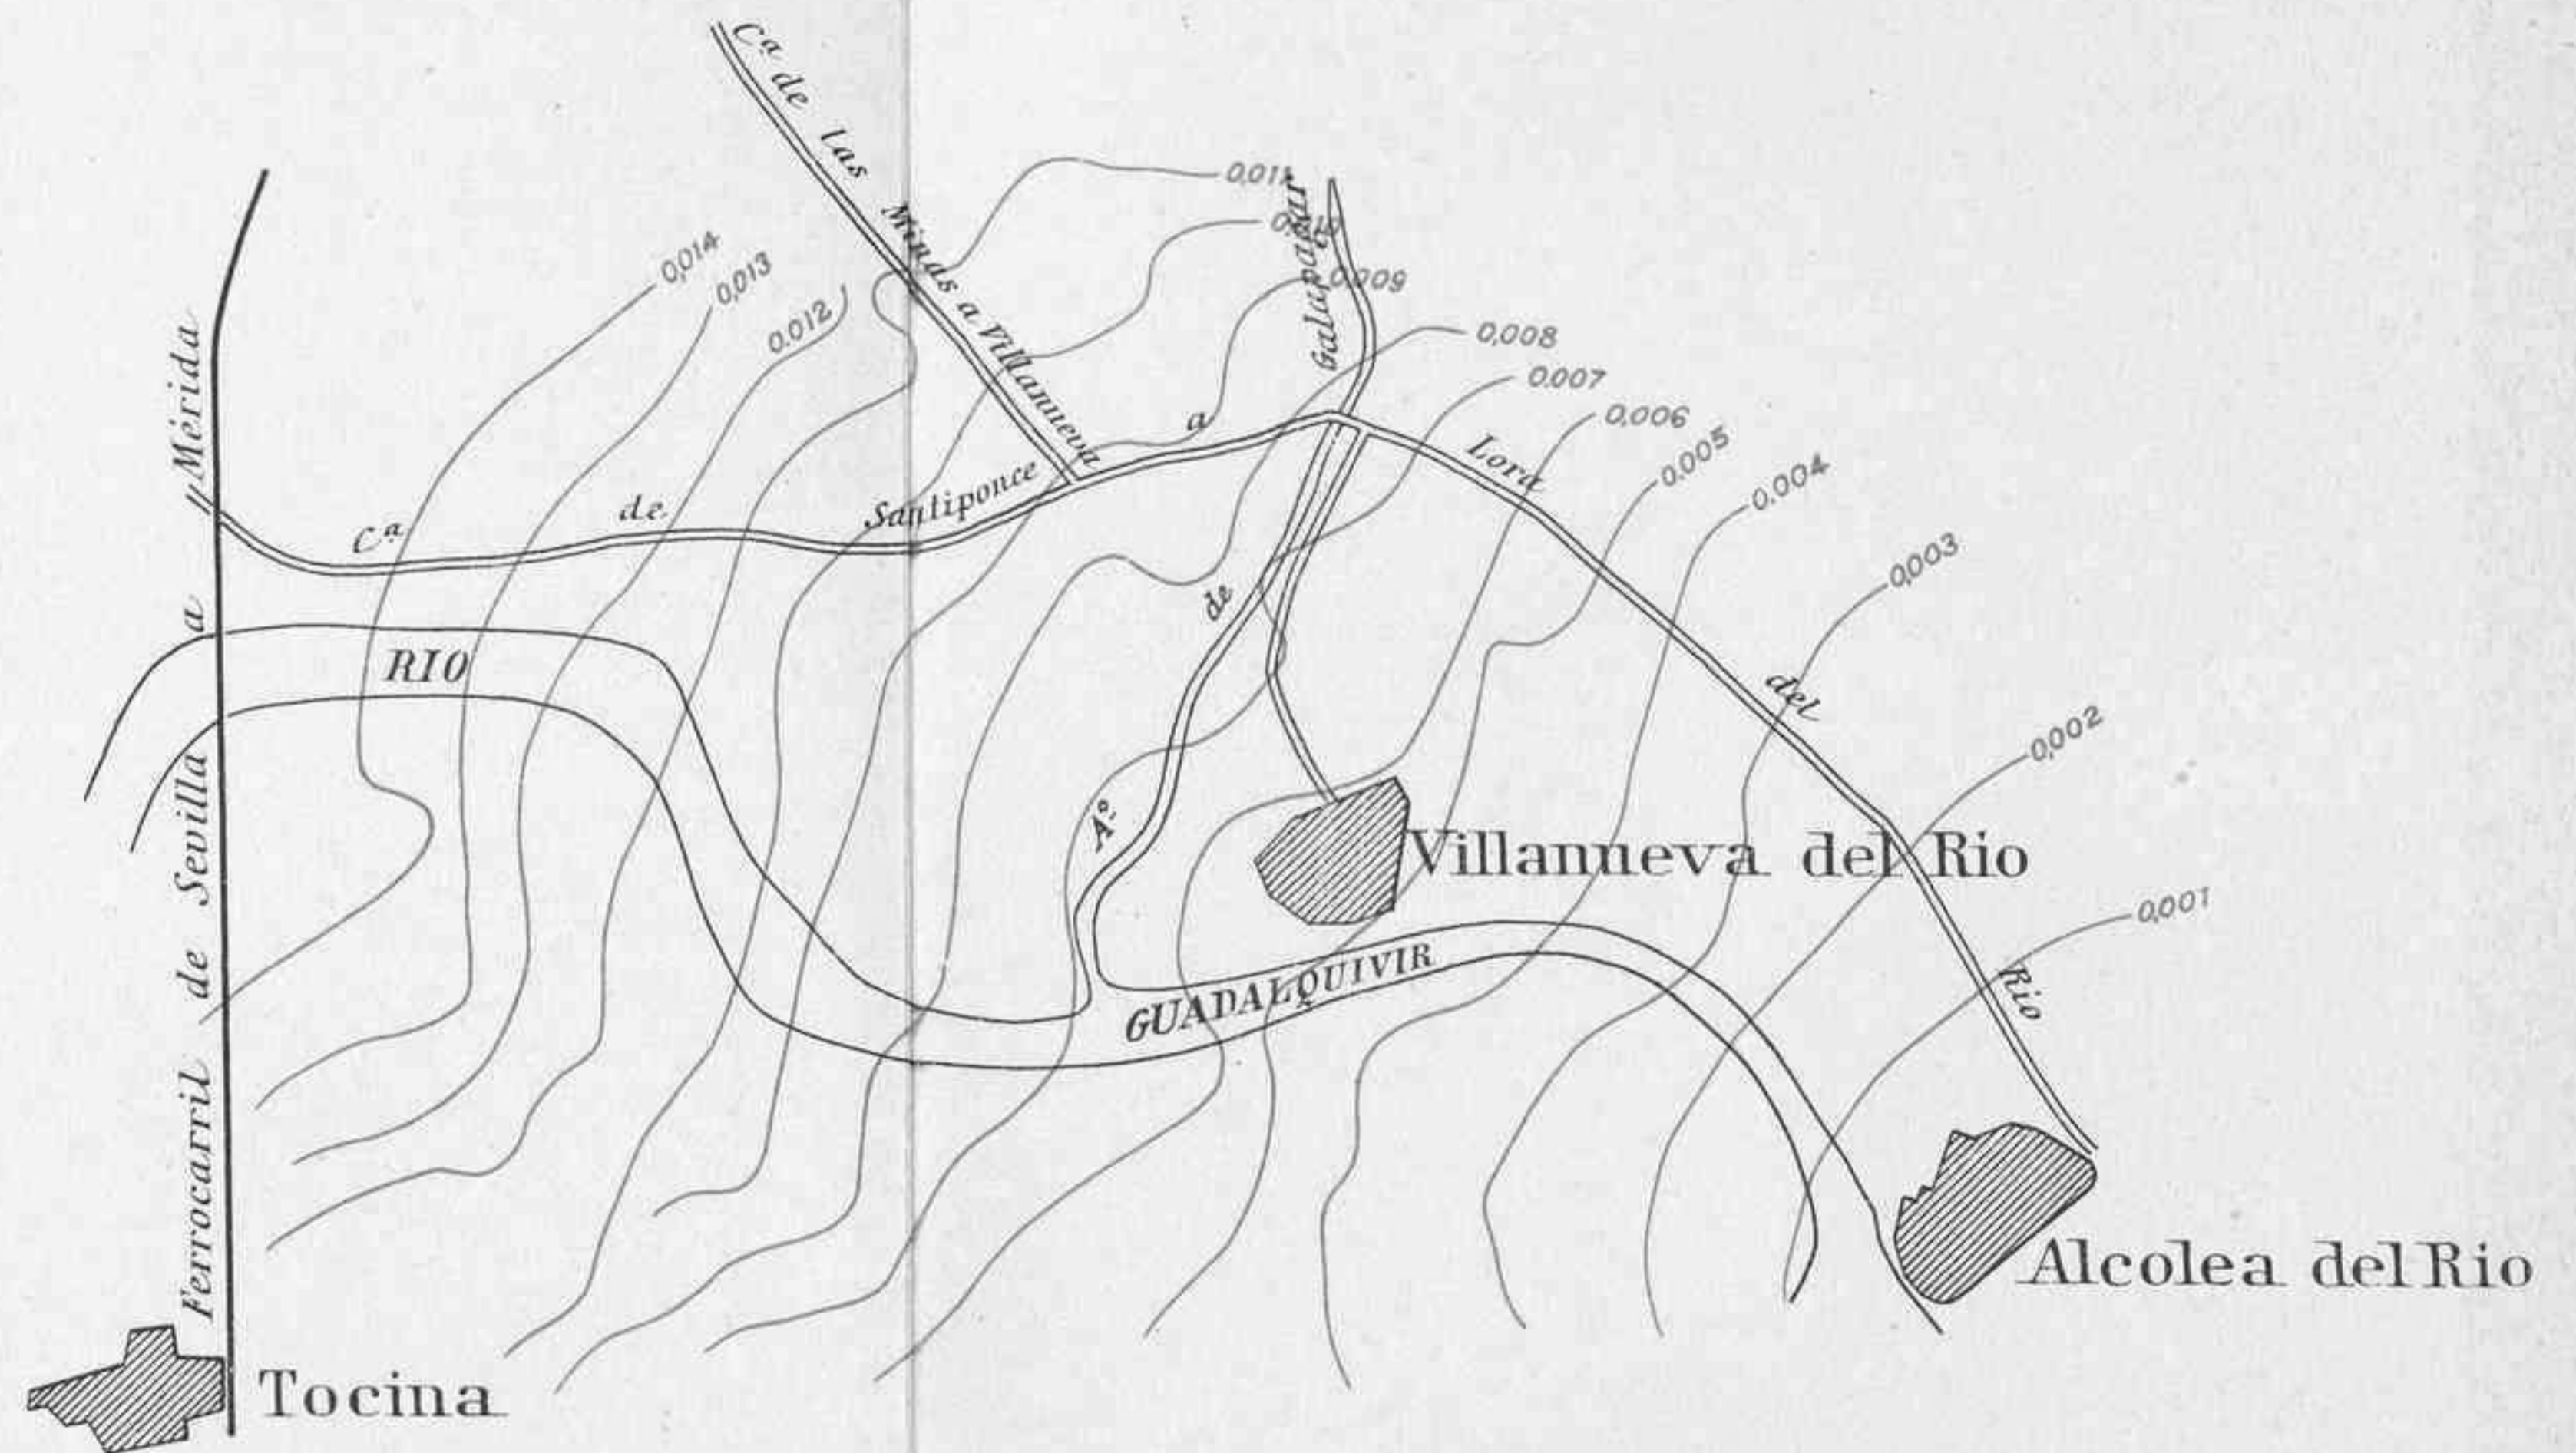 Cª de las Minas a Villanueva
0,011
0,010
0,009
0,014
0,013
0.012
0,008
0.007
0,006
0.005
0.004
0,003
0,002
0,001
Ferrocarril de Sevilla a Mérida
Cª de Santiponce a Lora del Rio
Aº de Galapagar
RIO GUADALQUIVIR
Villanueva del Rio
Alcolea del Rio
Tocina